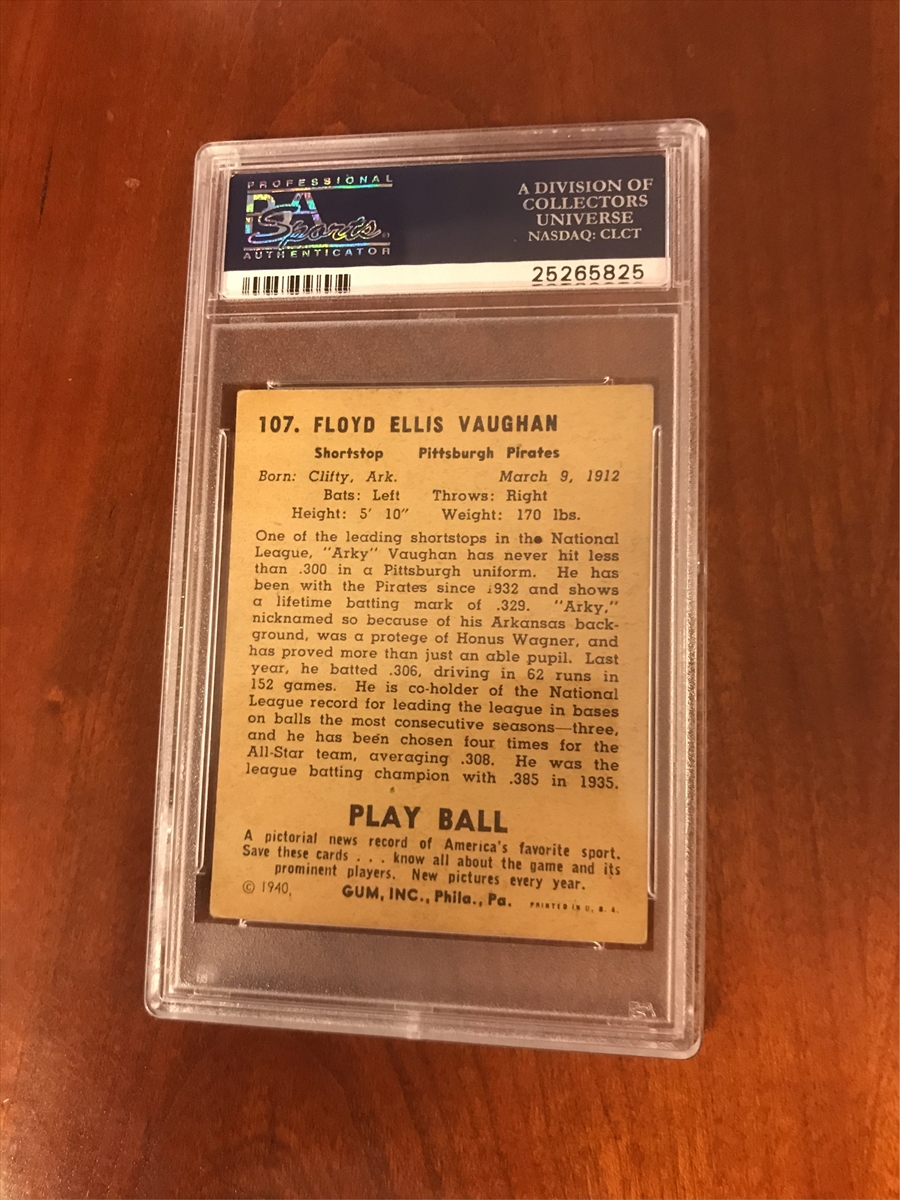 PROFESSIONAL
PSA
Sports
AUTHENTICATOR
A DIVISION OF
COLLECTORS
UNIVERSE
NASDAQ: CLCT
25265825
107. FLOYD ELLIS VAUGHAN
Shortstop Pittsburgh Pirates
Born: Clifty, Ark. March 9, 1912
Bats: Left Throws: Right
Height: 5' 10" Weight: 170 lbs.
One of the leading shortstops in the National
League, "Arky" Vaughan has never hit less
than .300 in a Pittsburgh uniform. He has
been with the Pirates since 1932 and shows
a lifetime batting mark of .329. "Arky,"
nicknamed so because of his Arkansas back-
ground, was a protege of Honus Wagner, and
has proved more than just an able pupil. Last
year, he batted .306, driving in 62 runs in
152 games. He is co-holder of the National
League record for leading the league in bases
on balls the most consecutive seasons—three,
and he has been chosen four times for the
All-Star team, averaging .308. He was the
league batting champion with .385 in 1935.
PLAY BALL
A pictorial news record of America's favorite sport.
Save these cards . . . know all about the game and its
prominent players. New pictures every year.
© 1940, GUM, INC., Phila., Pa. PRINTED IN U. S. A.
PSA